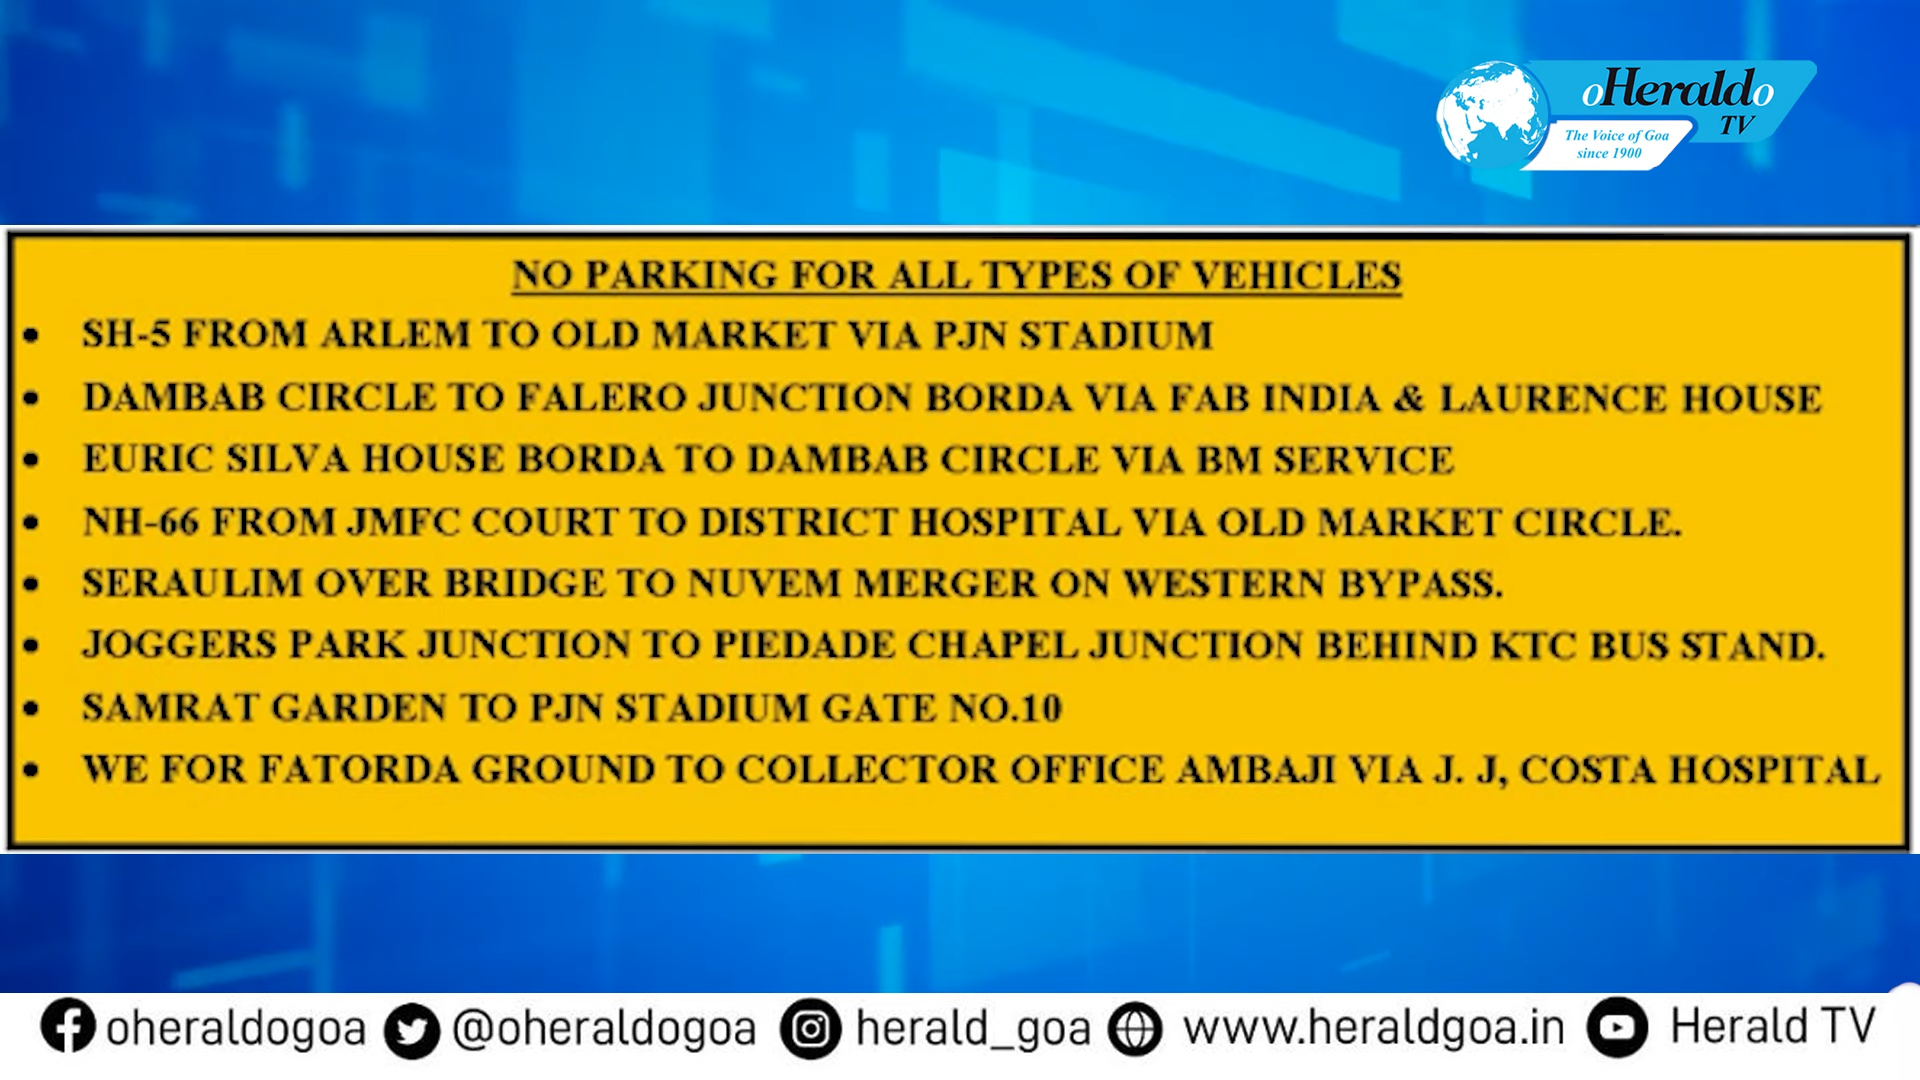 oHeraldo
TV
The Voice of Goa
since 1900
NO PARKING FOR ALL TYPES OF VEHICLES
• SH-5 FROM ARLEM TO OLD MARKET VIA PJN STADIUM
• DAMBAB CIRCLE TO FALERO JUNCTION BORDA VIA FAB INDIA & LAURENCE HOUSE
• EURIC SILVA HOUSE BORDA TO DAMBAB CIRCLE VIA BM SERVICE
• NH-66 FROM JMFC COURT TO DISTRICT HOSPITAL VIA OLD MARKET CIRCLE.
• SERAULIM OVER BRIDGE TO NUVEM MERGER ON WESTERN BYPASS.
• JOGGERS PARK JUNCTION TO PIEDADE CHAPEL JUNCTION BEHIND KTC BUS STAND.
• SAMRAT GARDEN TO PJN STADIUM GATE NO.10
• WE FOR FATORDA GROUND TO COLLECTOR OFFICE AMBAJI VIA J. J, COSTA HOSPITAL
oheraldogoa @oheraldogoa herald_goa www.heraldgoa.in Herald TV